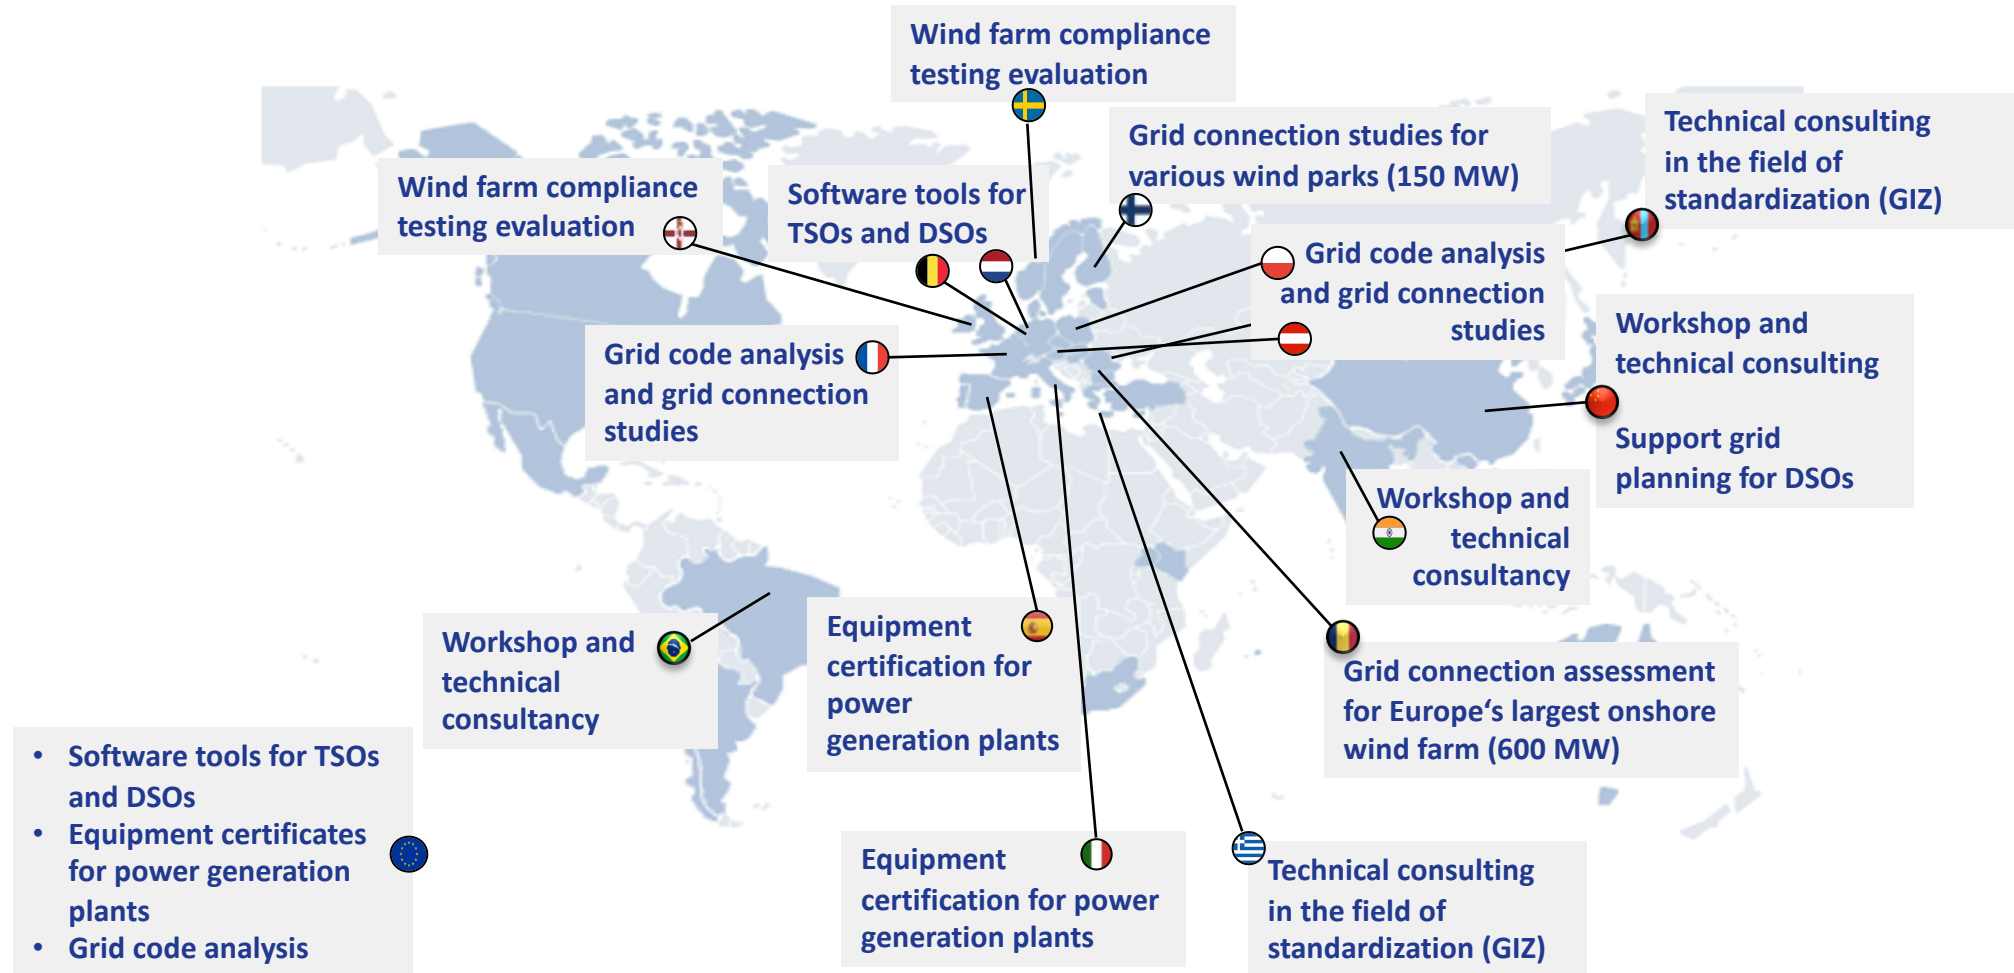 Wind farm compliance
testing evaluation
Grid connection studies for
various wind parks (150 MW)
Technical consulting
in the field of
standardization (GIZ)
Wind farm compliance
testing evaluation
Software tools for
TSOs and DSOs
Grid code analysis
and grid connection
studies
Workshop and
technical consulting
Support grid
planning for DSOs
Grid code analysis
and grid connection
studies
Workshop and
technical
consultancy
Workshop and
technical
consultancy
Equipment
certification for
power
generation plants
Grid connection assessment
for Europe‘s largest onshore
wind farm (600 MW)
• Software tools for TSOs
and DSOs
• Equipment certificates
for power generation
plants
• Grid code analysis
Equipment
certification for power
generation plants
Technical consulting
in the field of
standardization (GIZ)